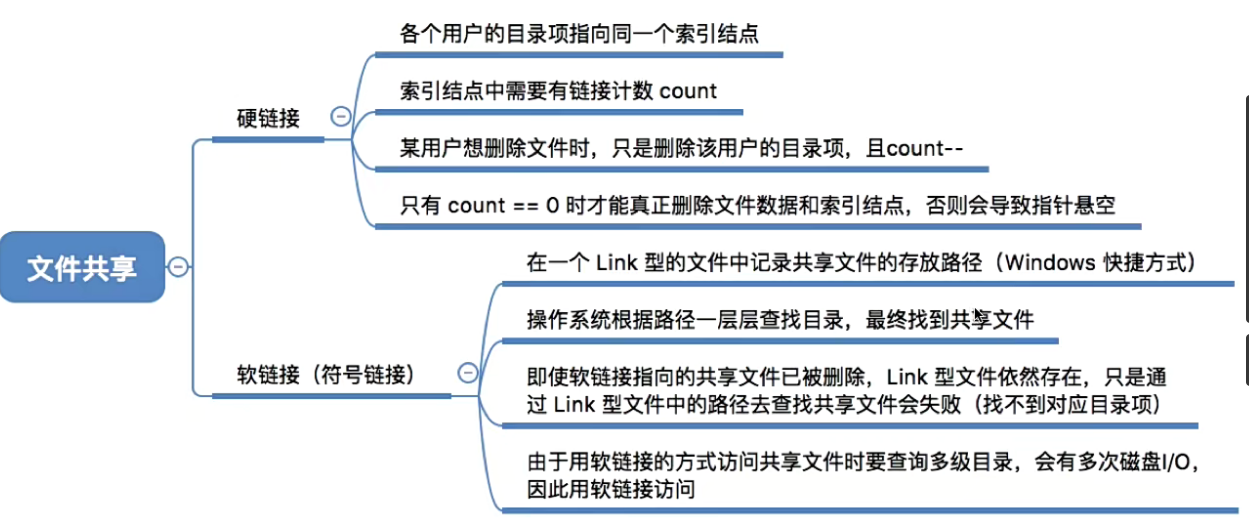 各个用户的目录项指向同一个索引结点
索引结点中需要有链接计数 count
硬链接
某用户想删除文件时，只是删除该用户的目录项，且count--
只有 count == 0 时才能真正删除文件数据和索引结点，否则会导致指针悬空
文件共享
在一个 Link 型的文件中记录共享文件的存放路径（Windows 快捷方式）
操作系统根据路径一层层查找目录，最终找到共享文件
软链接（符号链接）
即使软链接指向的共享文件已被删除，Link 型文件依然存在，只是通
过 Link 型文件中的路径去查找共享文件会失败（找不到对应目录项）
由于用软链接的方式访问共享文件时要查询多级目录，会有多次磁盘I/O，
因此用软链接访问